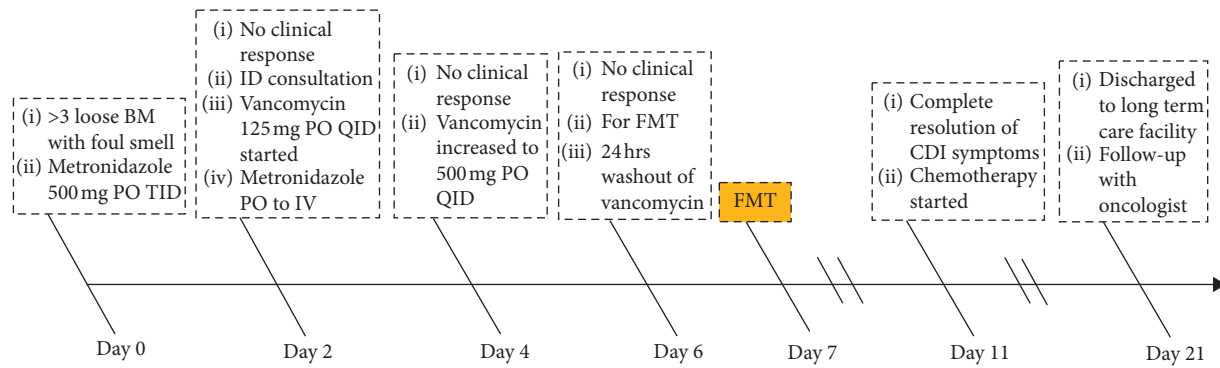 (i) >3 loose BM
with foul smell
(ii) Metronidazole
500 mg PO TID
(i) No clinical
response
(ii) ID consultation
(iii) Vancomycin
125 mg PO QID
started
(iv) Metronidazole
PO to IV
(i) No clinical
response
(ii) Vancomycin
increased to
500 mg PO
QID
(i) No clinical
response
(ii) For FMT
(iii) 24 hrs
washout of
vancomycin
FMT
(i) Complete
resolution of
CDI symptoms
(ii) Chemotherapy
started
(i) Discharged
to long term
care facility
(ii) Follow-up
with
oncologist
Day 0
Day 2
Day 4
Day 6
Day 7
Day 11
Day 21